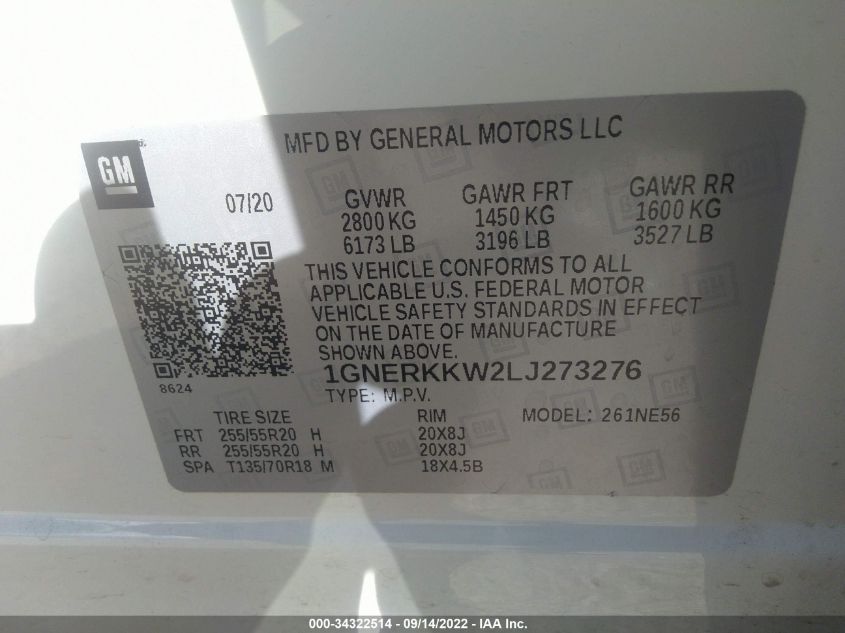 MFD BY GENERAL MOTORS LLC
GM
07/20
GVWR GAWR FRT GAWR RR
2800 KG 1450 KG 1600 KG
6173 LB 3196 LB 3527 LB
THIS VEHICLE CONFORMS TO ALL
APPLICABLE U.S. FEDERAL MOTOR
VEHICLE SAFETY STANDARDS IN EFFECT
ON THE DATE OF MANUFACTURE
SHOWN ABOVE.
1GNERKKW2LJ273276
8624
TYPE: M.P.V.
TIRE SIZE RIM MODEL: 261NE56
FRT 255/55R20 H 20X8J
RR 255/55R20 H 20X8J
SPA T135/70R18 M 18X4.5B
000-34322514 - 09/14/2022 - IAA Inc.